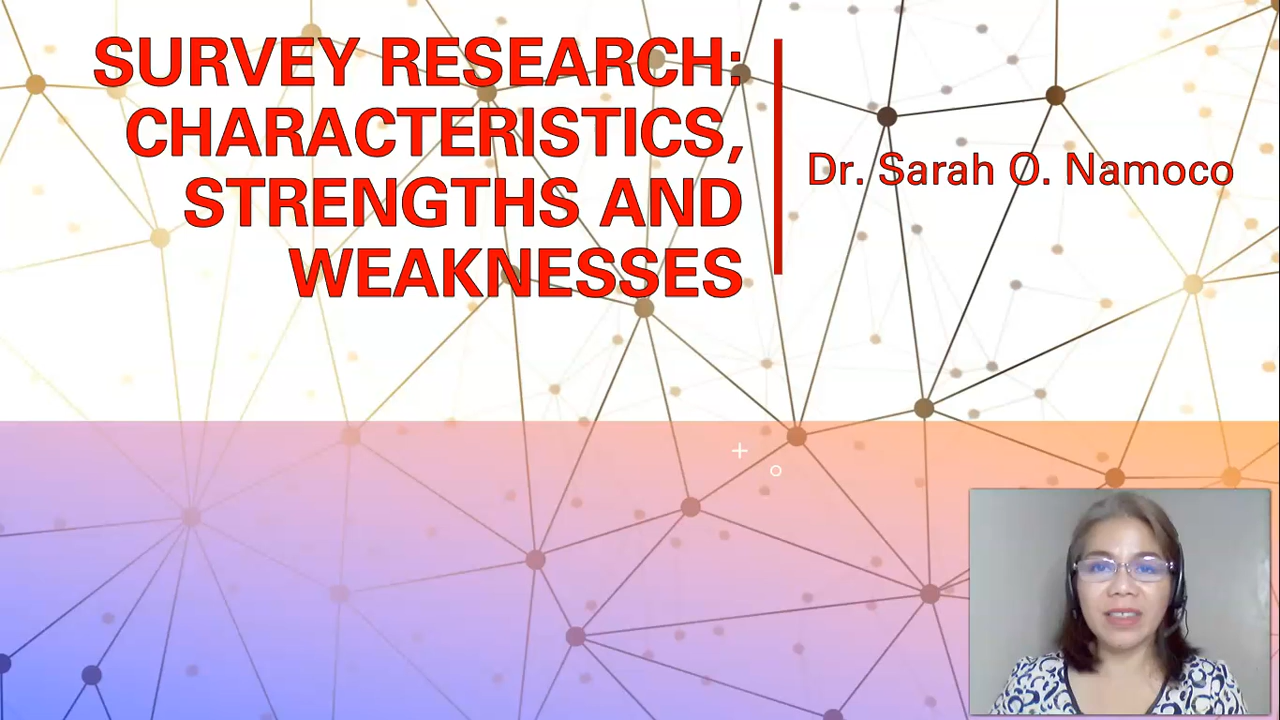 SURVEY RESEARCH:
CHARACTERISTICS,
STRENGTHS AND
WEAKNESSES
Dr. Sarah O. Namoco